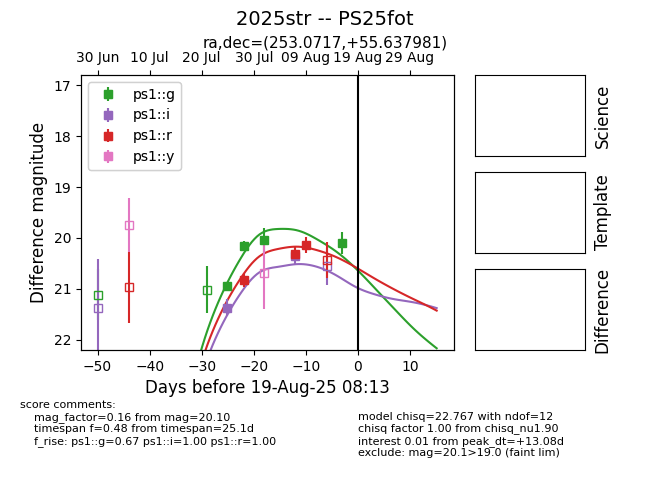 2025str -- PS25fot
ra,dec=(253.0717,+55.637981)
30 Jun 10 Jul 20 Jul 30 Jul 09 Aug 19 Aug 29 Aug
17
18
19
20
21
22
Difference magnitude
ps1::g
ps1::i
ps1::r
ps1::y
−50 −40 −30 −20 −10 0 10
Days before 19-Aug-25 08:13
Science
Template
Difference
score comments:
mag_factor=0.16 from mag=20.10
timespan f=0.48 from timespan=25.1d
f_rise: ps1::g=0.67 ps1::i=1.00 ps1::r=1.00
model chisq=22.767 with ndof=12
chisq factor 1.00 from chisq_nu1.90
interest 0.01 from peak_dt=+13.08d
exclude: mag=20.1>19.0 (faint lim)